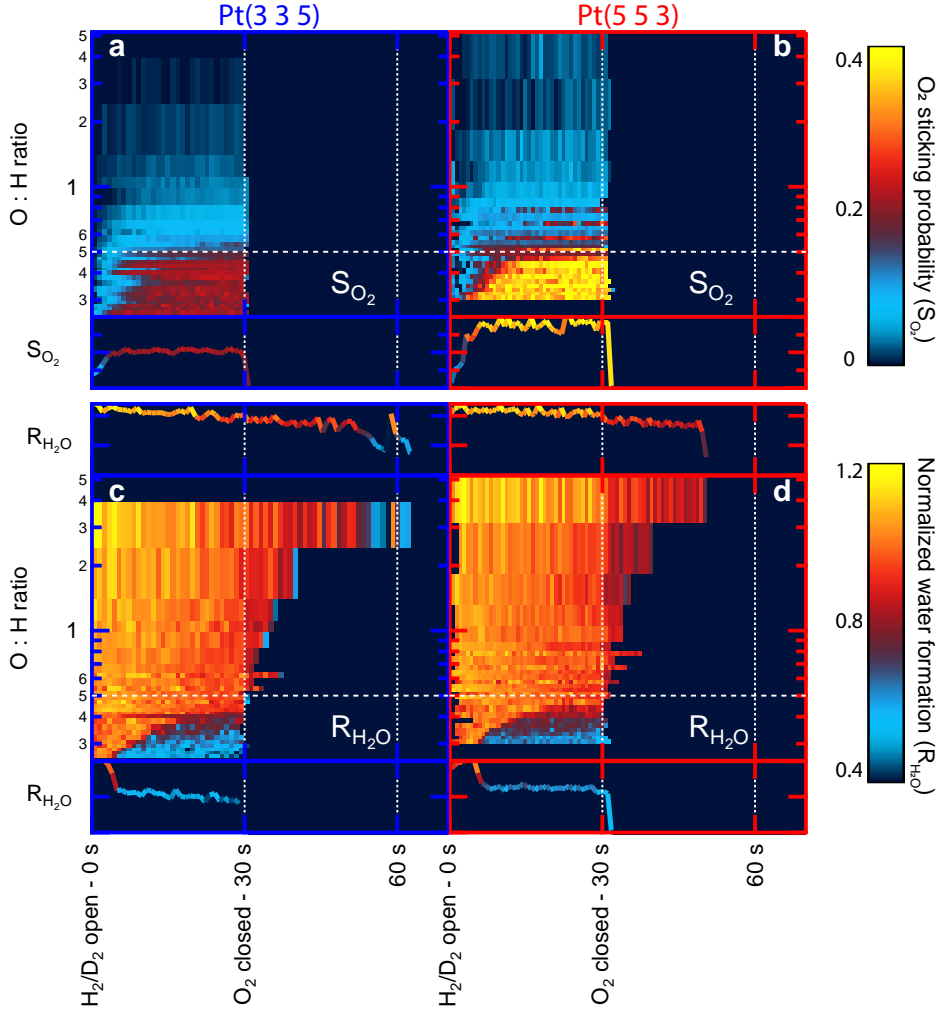 Pt(3 3 5)
Pt(5 5 3)
a
b
5
4
3
2
1
6
5
4
3
O : H ratio
S_O₂
S_O₂
S_O₂
0.4
0.2
0
O₂ sticking probability (S_O₂)
R_H₂O
c
d
5
4
3
2
1
6
5
4
3
O : H ratio
R_H₂O
R_H₂O
R_H₂O
1.2
0.8
0.4
Normalized water formation (R_H₂O)
H₂/D₂ open - 0 s
O₂ closed - 30 s
60 s
H₂/D₂ open - 0 s
O₂ closed - 30 s
60 s